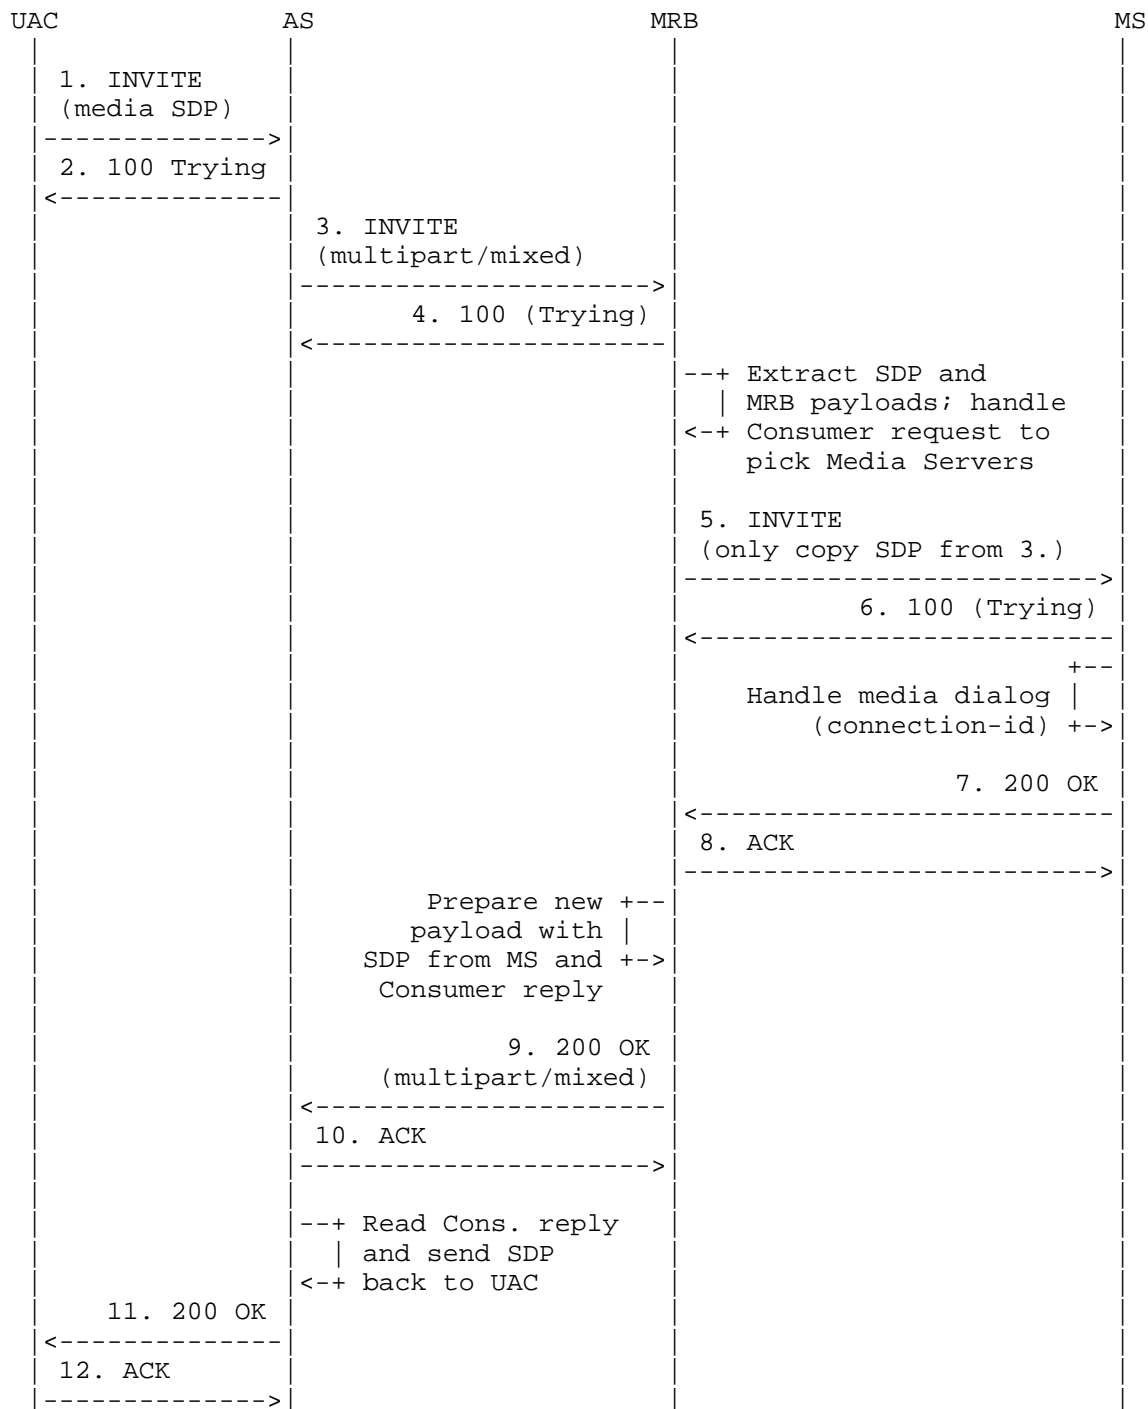 UAC AS MRB MS
1. INVITE
(media SDP)
2. 100 Trying
3. INVITE
(multipart/mixed)
4. 100 (Trying)
Extract SDP and
MRB payloads; handle
Consumer request to
pick Media Servers
5. INVITE
(only copy SDP from 3.)
6. 100 (Trying)
Handle media dialog
(connection-id)
7. 200 OK
8. ACK
Prepare new
payload with
SDP from MS and
Consumer reply
9. 200 OK
(multipart/mixed)
10. ACK
Read Cons. reply
and send SDP
back to UAC
11. 200 OK
12. ACK